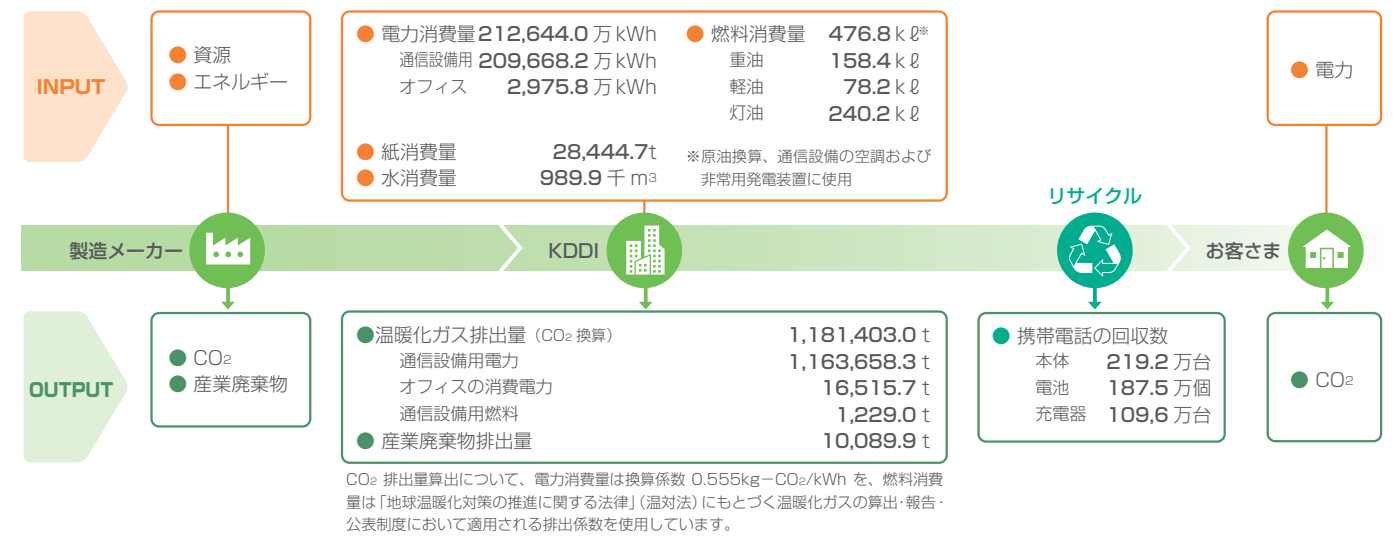 INPUT
● 資源
● エネルギー
● 電力消費量 212,644.0 万 kWh
通信設備用 209,668.2 万 kWh
オフィス 2,975.8 万 kWh
● 紙消費量 28,444.7t
● 水消費量 989.9 千 m3
● 燃料消費量 476.8 kℓ※
重油 158.4 kℓ
軽油 78.2 kℓ
灯油 240.2 kℓ
※原油換算、通信設備の空調および
非常用発電装置に使用
● 電力
製造メーカー
KDDI
リサイクル
お客さま
OUTPUT
● CO2
● 産業廃棄物
●温暖化ガス排出量（CO2 換算） 1,181,403.0 t
通信設備用電力 1,163,658.3 t
オフィスの消費電力 16,515.7 t
通信設備用燃料 1,229.0 t
● 産業廃棄物排出量 10,089.9 t
● 携帯電話の回収数
本体 219.2 万台
電池 187.5 万個
充電器 109,6 万台
● CO2
CO2 排出量算出について、電力消費量は換算係数 0.555kg−CO2/kWh を、燃料消費
量は「地球温暖化対策の推進に関する法律」（温対法）にもとづく温暖化ガスの算出・報告・
公表制度において適用される排出係数を使用しています。